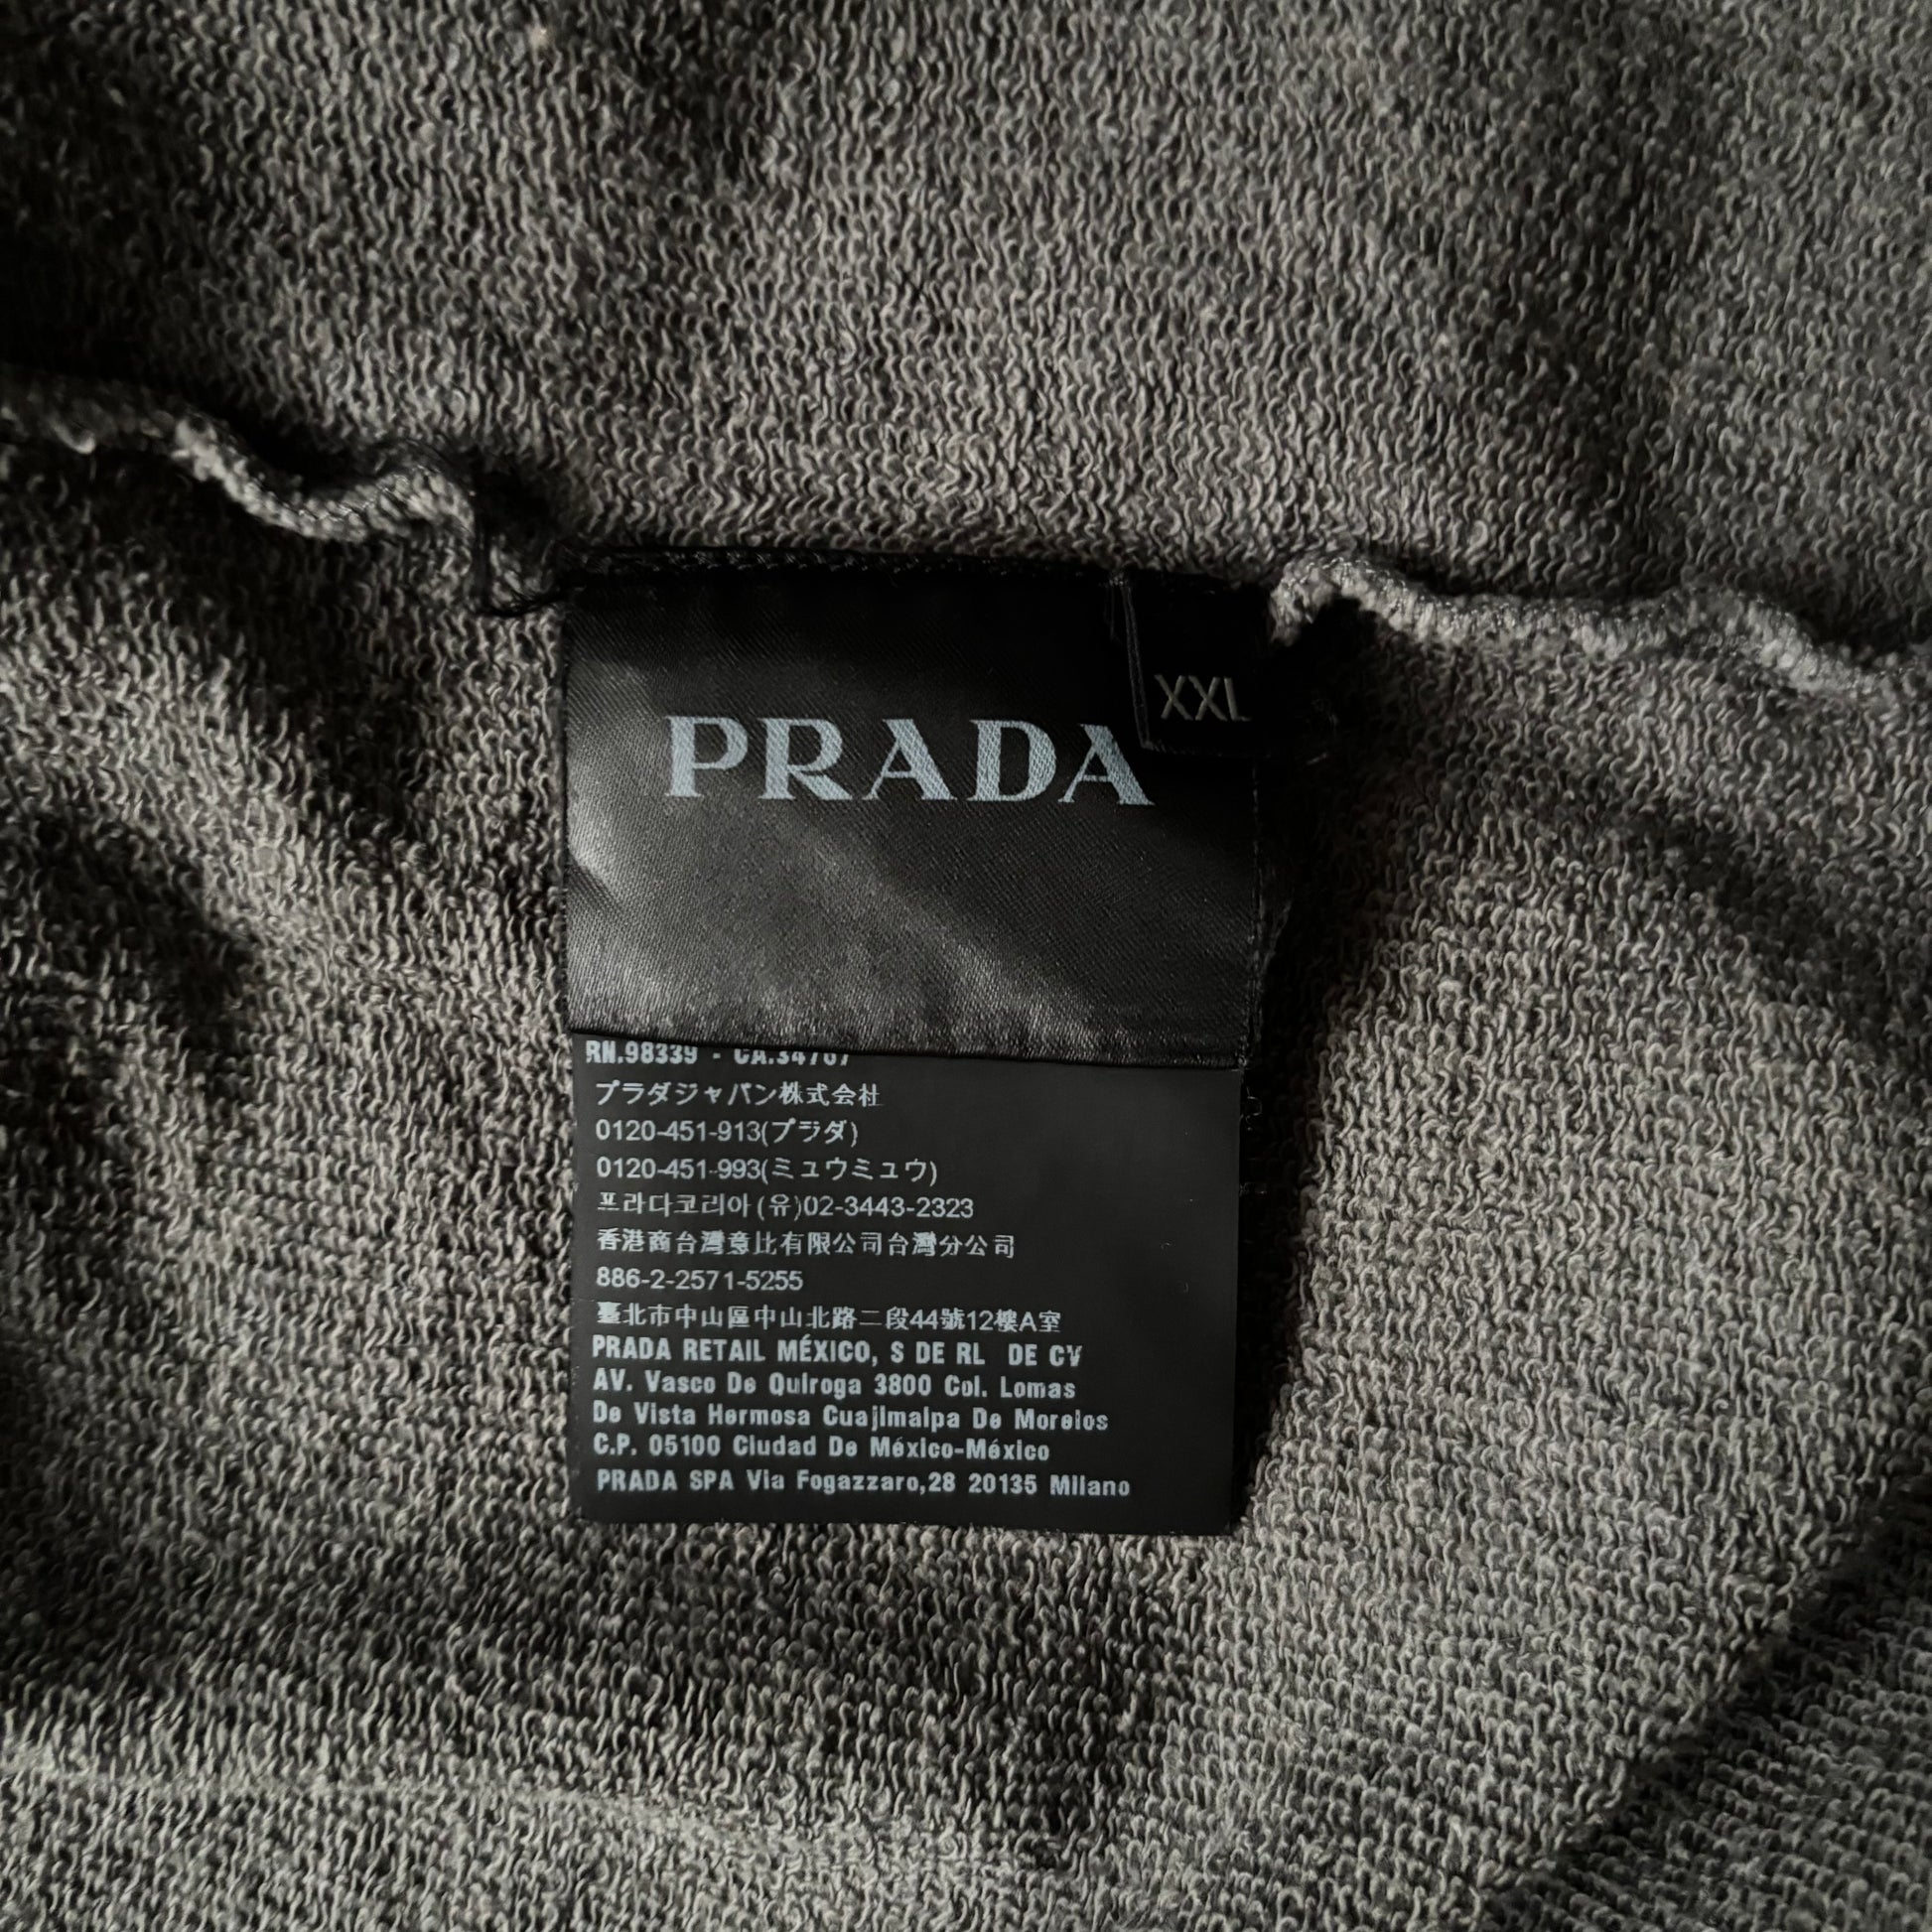 PRADA
XXL
RN.98339 - CA.34767
プラダジャパン株式会社
0120-451-913(プラダ)
0120-451-993(ミュウミュウ)
프라다코리아(유)02-3443-2323
香港商台灣意比有限公司台灣分公司
886-2-2571-5255
臺北市中山區中山北路二段44號12樓A室
PRADA RETAIL MÉXICO, S DE RL DE CV
AV. Vasco De Quiroga 3800 Col. Lomas
De Vista Hermosa Cuajimalpa De Morelos
C.P. 05100 Ciudad De México-México
PRADA SPA Via Fogazzaro,28 20135 Milano